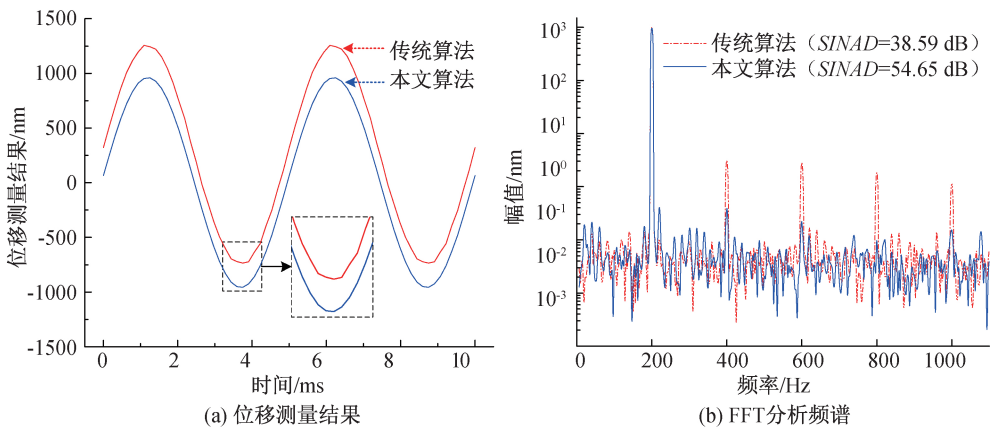 1500
1000
500
0
-500
-1000
-1500
位移测量结果/nm
传统算法
本文算法
0 2 4 6 8 10
时间/ms
(a) 位移测量结果
10³
10²
10¹
10⁰
10⁻¹
10⁻²
10⁻³
幅值/nm
传统算法（SINAD=38.59 dB）
本文算法（SINAD=54.65 dB）
0 200 400 600 800 1000
频率/Hz
(b) FFT分析频谱